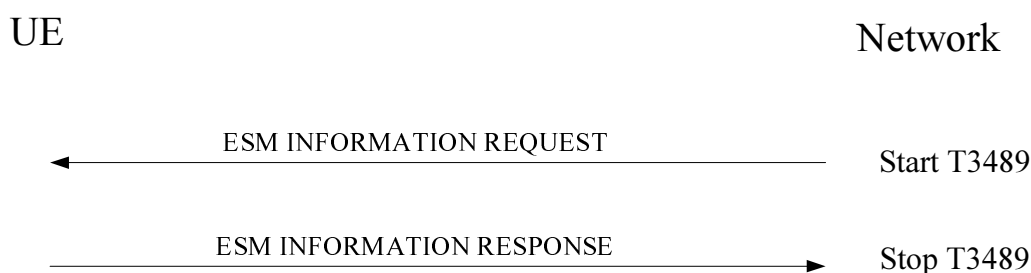 UE
Network
ESM INFORMATION REQUEST
Start T3489
ESM INFORMATION RESPONSE
Stop T3489